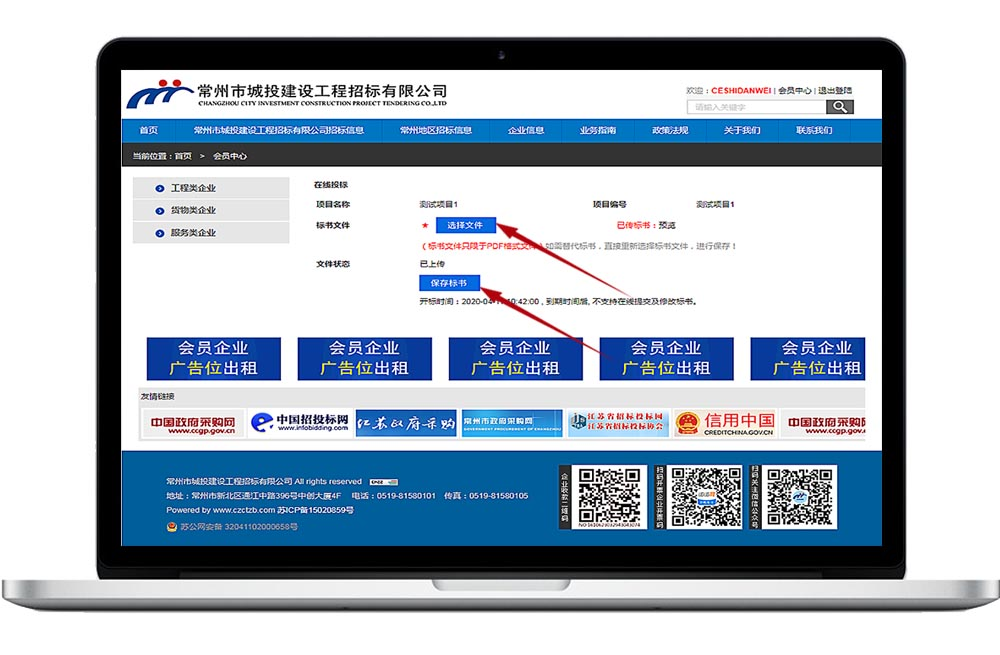 常州市城投建设工程招标有限公司
CHANGZHOU CITY INVESTMENT CONSTRUCTION PROJECT TENDERING CO.,LTD
欢迎：CESHIDANWEI | 会员中心 | 退出登陆
请输入关键字
首页 常州市城投建设工程招标有限公司招标信息 常州地区招标信息 企业信息 业务指南 政策法规 关于我们 联系我们
当前位置：首页 > 会员中心
工程类企业
货物类企业
服务类企业
在线投标
项目名称 测试项目1 项目编号 测试项目1
标书文件 ★ 选择文件 已传标书：预览
（标书文件只限于PDF格式文件）如需替代标书，直接重新选择标书文件，进行保存！
文件状态 已上传
保存标书
开标时间：2020-04- 10:42:00，到期时间后，不支持在线提交及修改标书。
会员企业 会员企业 会员企业 会员企业 会员企业
广告位出租 广告位出租 广告位出租 广告位出租 广告位出租
友情链接
中国政府采购网
www.ccgp.gov.cn
中国招投标网
www.infobidding.com
江苏政府采购
常州市政府采购网
GOVERNMENT PROCUREMENT OF CHANGZHOU
江苏省招标投标网
江苏省招标投标协会
信用中国
CREDITCHINA.GOV.CN
中国政府采购网
www.ccgp.gov.
常州市城投建设工程招标有限公司 All rights reserved
地址：常州市新北区通江中路396号中创大厦4F 电话：0519-81580101 传真：0519-81580105
Powered by www.czctzb.com 苏ICP备15020859号
苏公网安备 32041102000658号
企业收款二维码
扫码开票企业开票码
扫码关注微信公众号